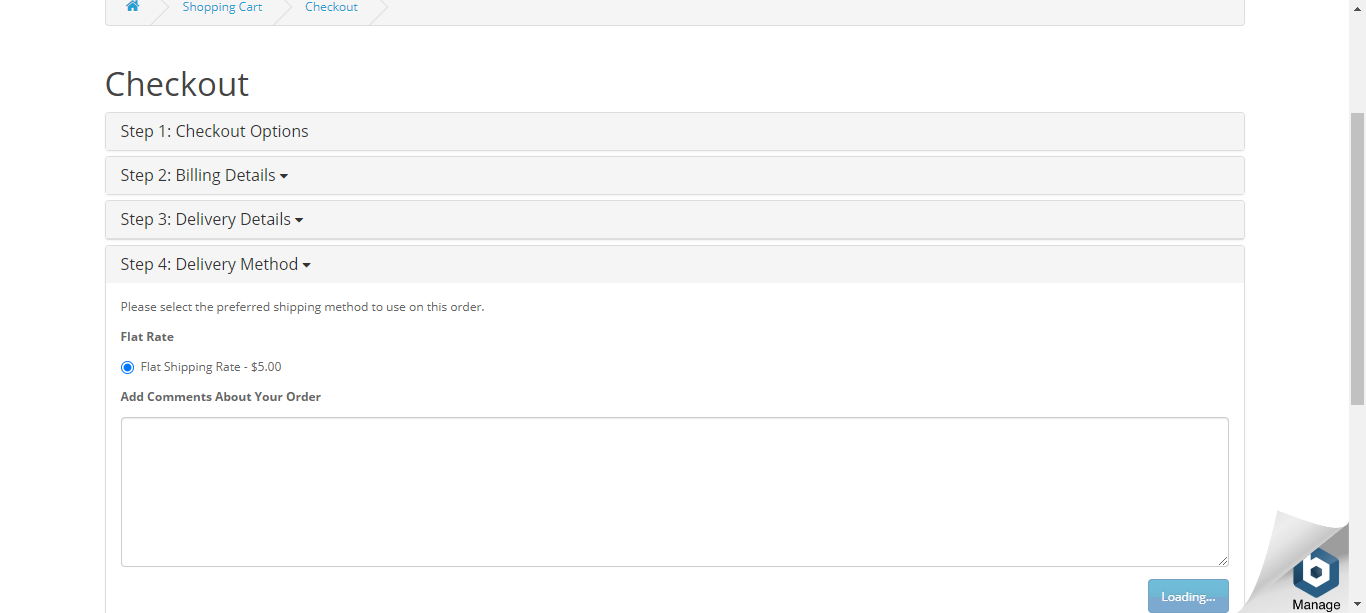 Shopping Cart
Checkout
Checkout
Step 1: Checkout Options
Step 2: Billing Details
Step 3: Delivery Details
Step 4: Delivery Method
Please select the preferred shipping method to use on this order.
Flat Rate
Flat Shipping Rate - $5.00
Add Comments About Your Order
Loading...
Manage